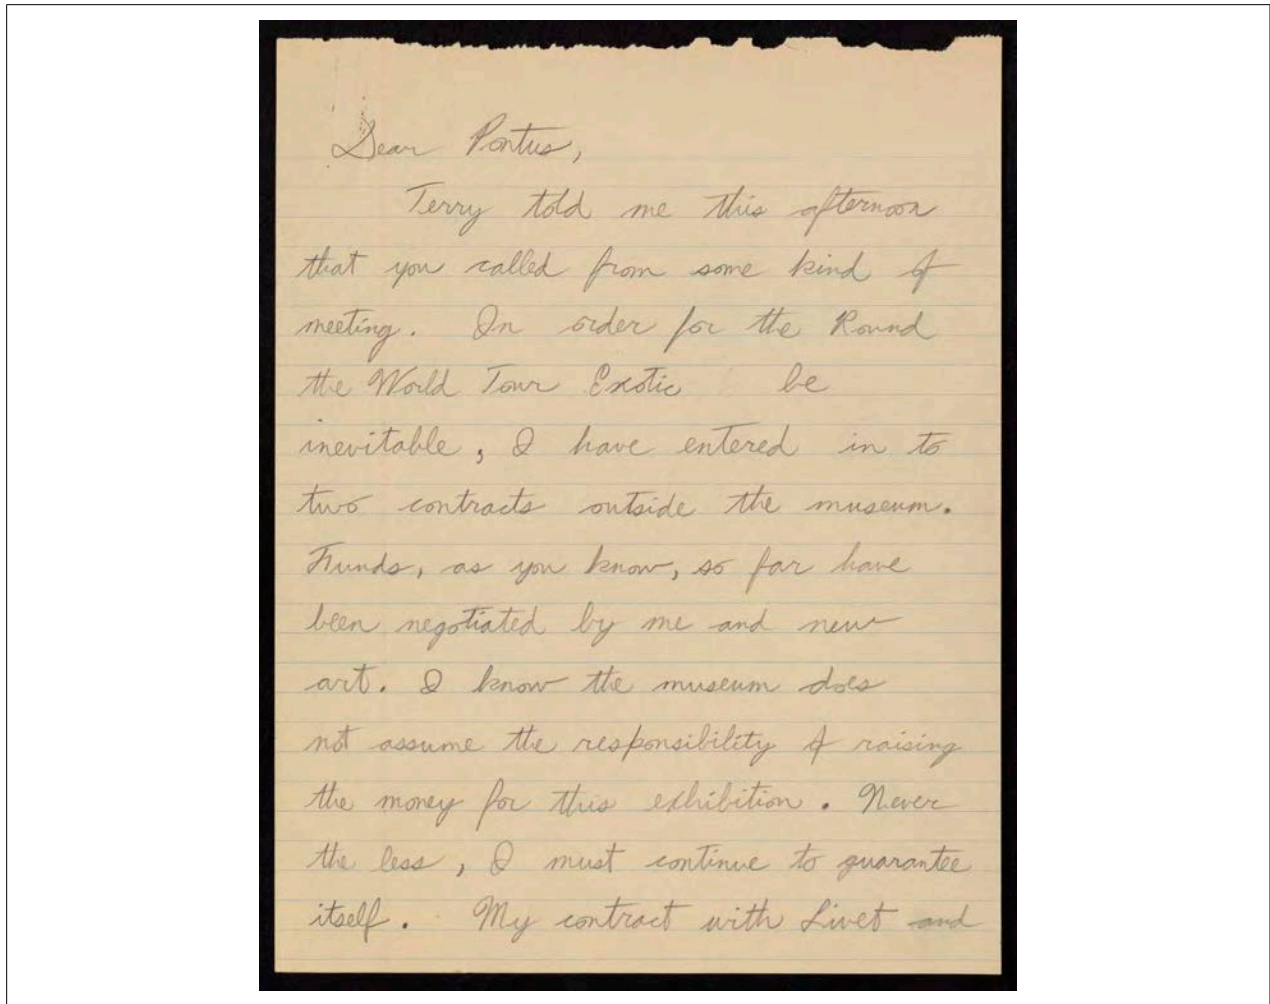 Dear Pontus,
Terry told me this afternoon
that you called from some kind of
meeting. In order for the Round
the World Tour Exotic be
inevitable, I have entered in to
two contracts outside the museum.
Funds, as you know, so far have
been negotiated by me and new
art. I know the museum does
not assume the responsibility of raising
the money for this exhibition. Never
the less, I must continue to guarantee
itself. My contract with Livet and